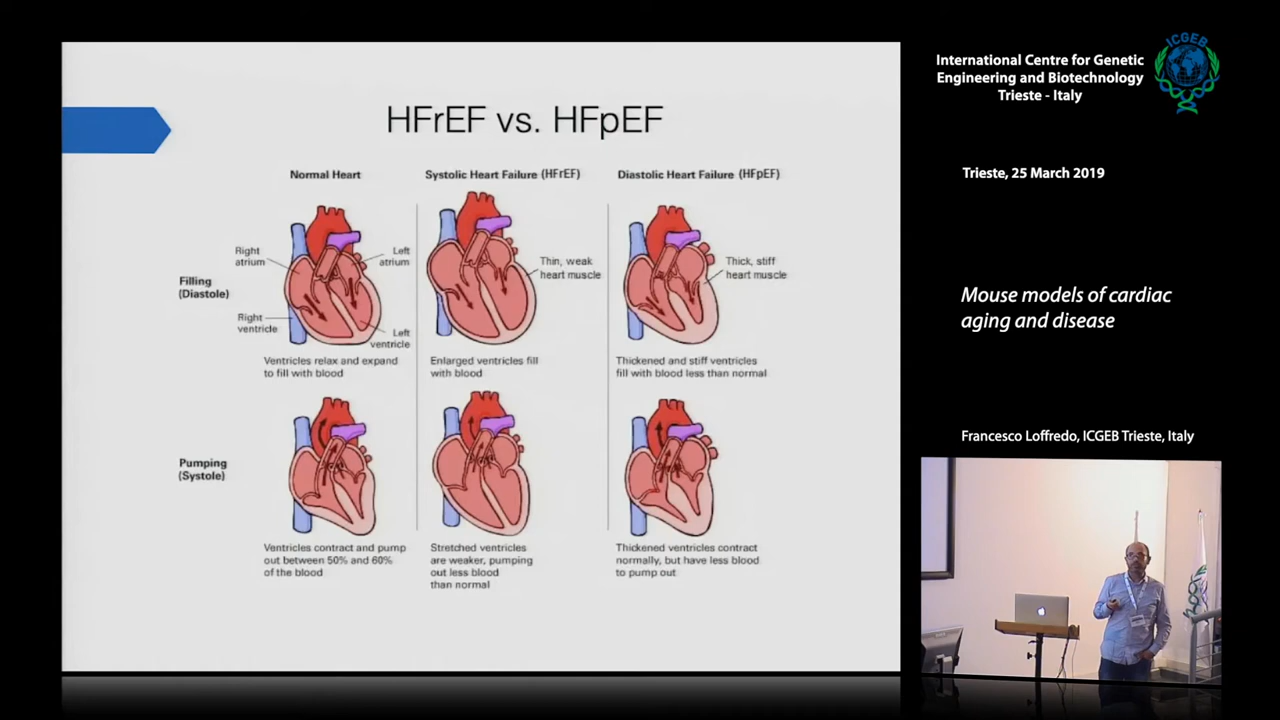 HFrEF vs. HFpEF
Normal Heart
Systolic Heart Failure (HFrEF)
Diastolic Heart Failure (HFpEF)
Filling
(Diastole)
Right
atrium
Left
atrium
Right
ventricle
Left
ventricle
Thin, weak
heart muscle
Thick, stiff
heart muscle
Ventricles relax and expand
to fill with blood
Enlarged ventricles fill
with blood
Thickened and stiff ventricles
fill with blood less than normal
Pumping
(Systole)
Ventricles contract and pump
out between 50% and 60%
of the blood
Stretched ventricles
are weaker, pumping
out less blood
than normal
Thickened ventricles contract
normally, but have less blood
to pump out
International Centre for Genetic
Engineering and Biotechnology
Trieste - Italy
ICGEB
Trieste, 25 March 2019
Mouse models of cardiac
aging and disease
Francesco Loffredo, ICGEB Trieste, Italy